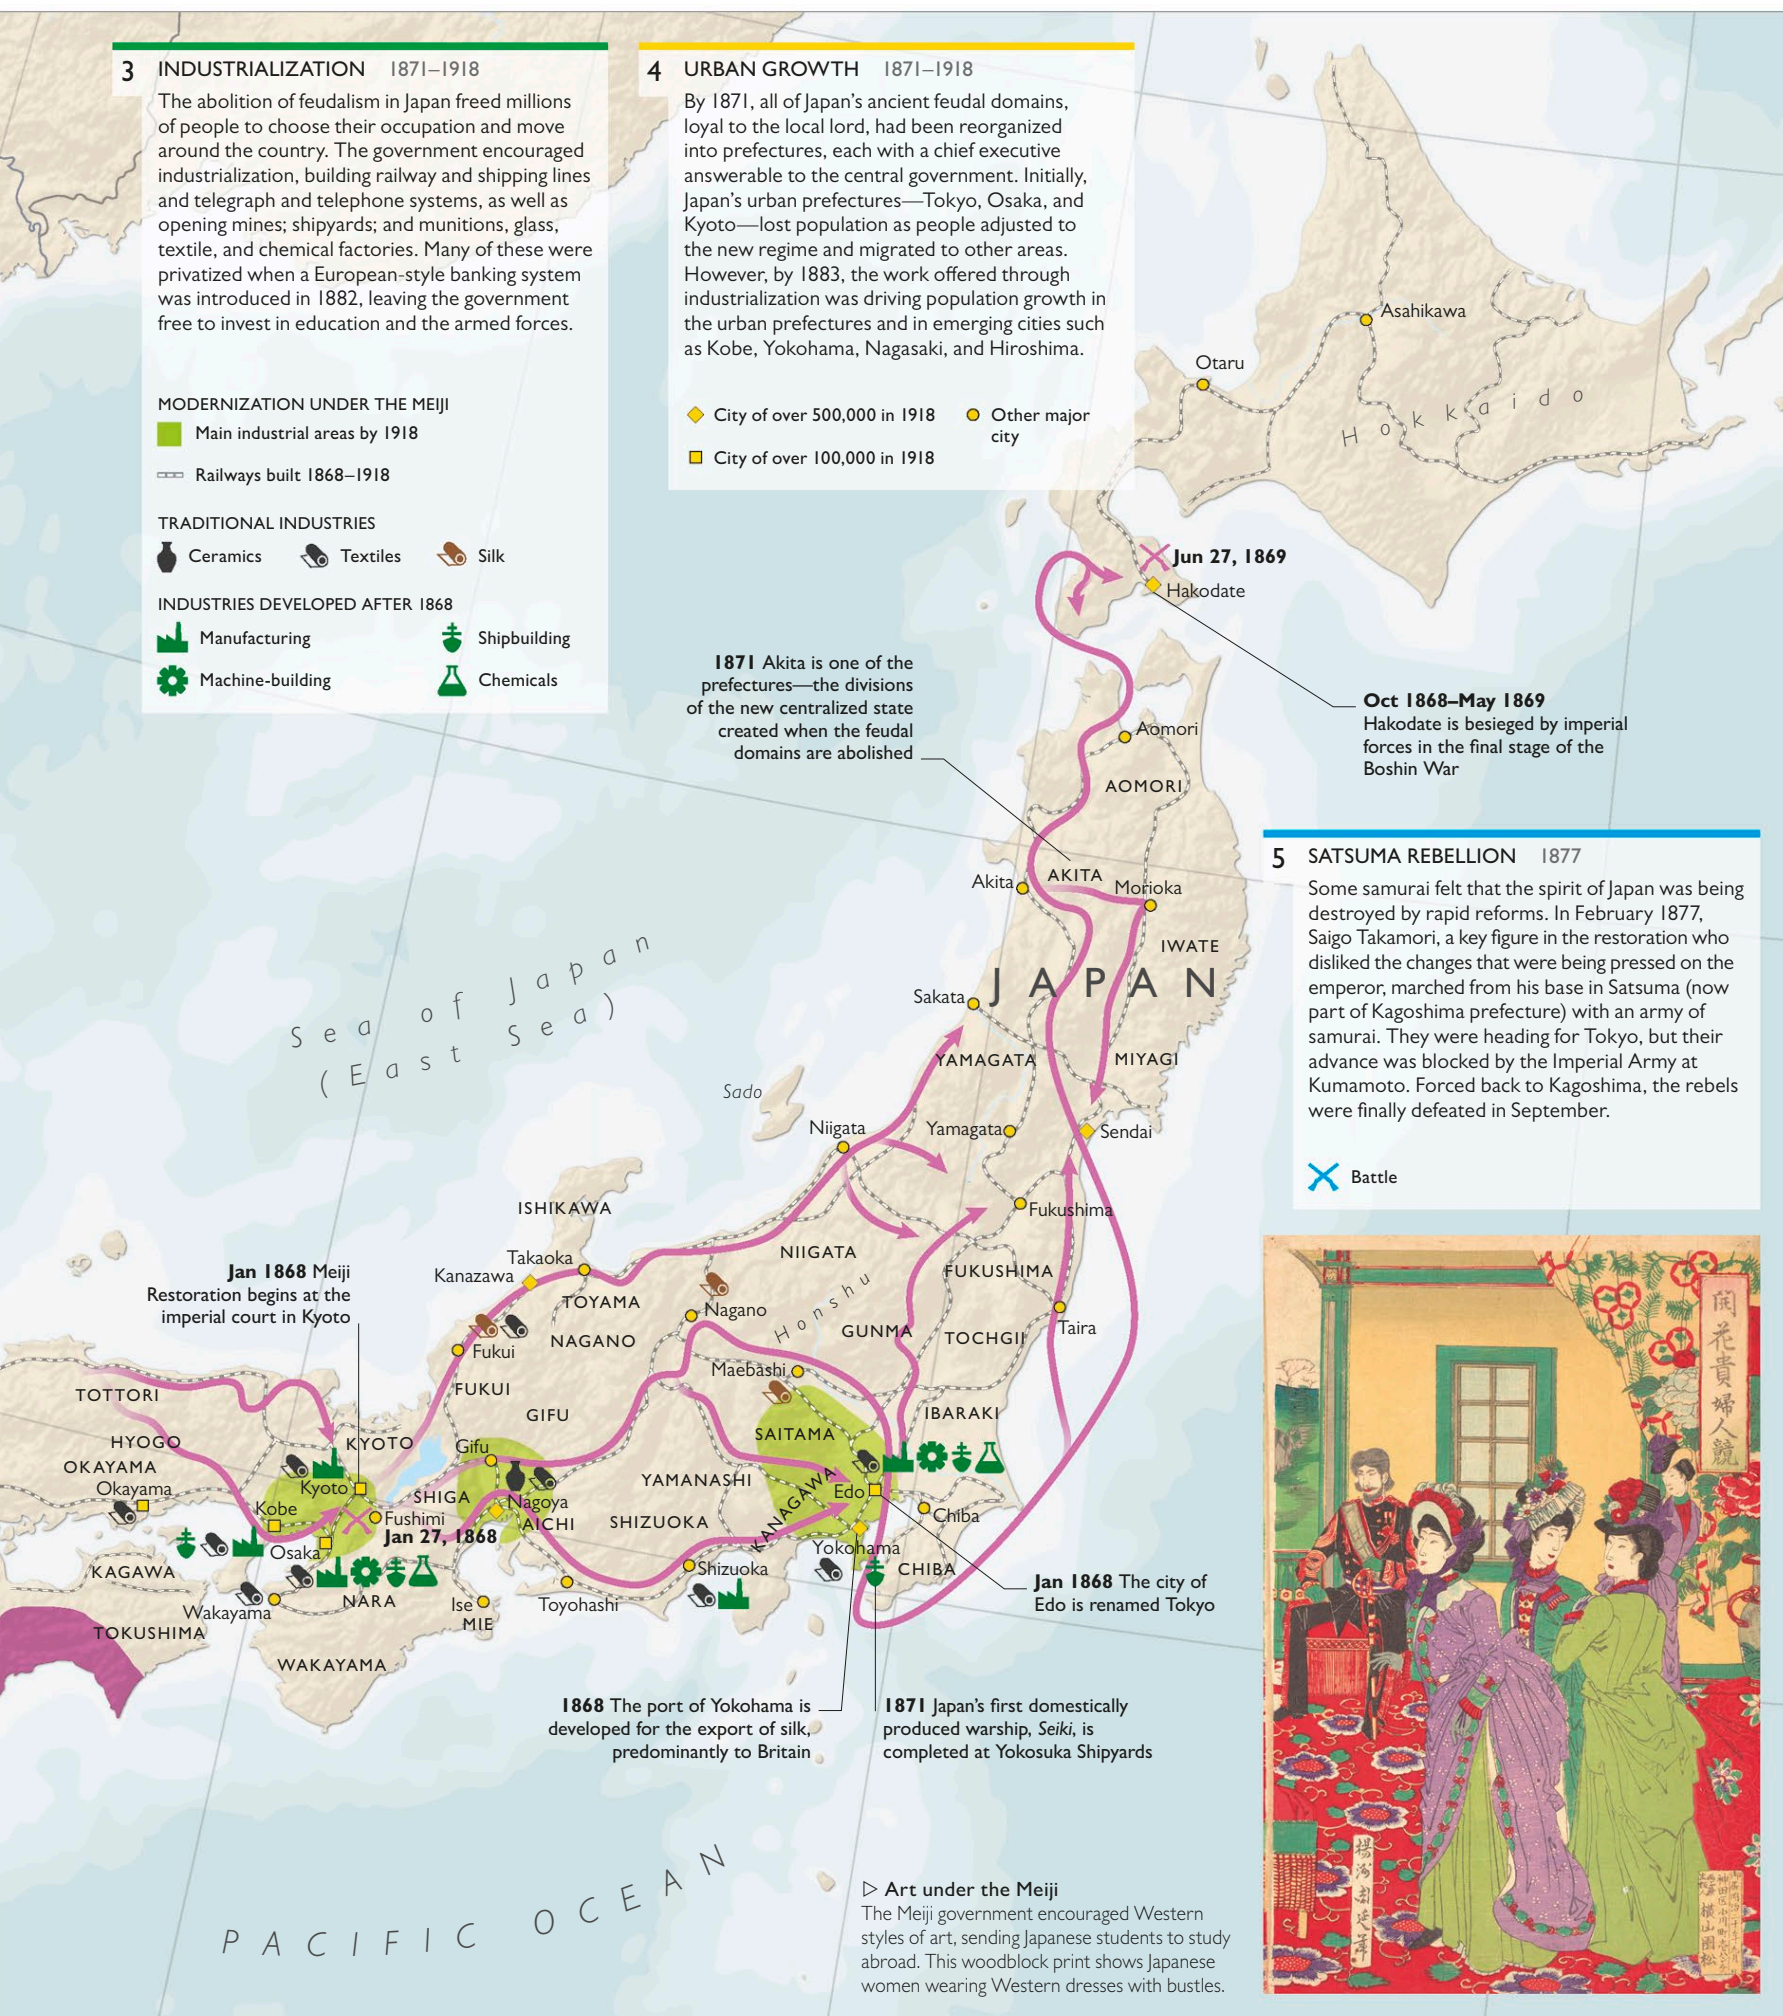 3 INDUSTRIALIZATION 1871–1918
The abolition of feudalism in Japan freed millions
of people to choose their occupation and move
around the country. The government encouraged
industrialization, building railway and shipping lines
and telegraph and telephone systems, as well as
opening mines; shipyards; and munitions, glass,
textile, and chemical factories. Many of these were
privatized when a European-style banking system
was introduced in 1882, leaving the government
free to invest in education and the armed forces.
MODERNIZATION UNDER THE MEIJI
Main industrial areas by 1918
Railways built 1868–1918
TRADITIONAL INDUSTRIES
Ceramics
Textiles
Silk
INDUSTRIES DEVELOPED AFTER 1868
Manufacturing
Shipbuilding
Machine-building
Chemicals
4 URBAN GROWTH 1871–1918
By 1871, all of Japan's ancient feudal domains,
loyal to the local lord, had been reorganized
into prefectures, each with a chief executive
answerable to the central government. Initially,
Japan's urban prefectures—Tokyo, Osaka, and
Kyoto—lost population as people adjusted to
the new regime and migrated to other areas.
However, by 1883, the work offered through
industrialization was driving population growth in
the urban prefectures and in emerging cities such
as Kobe, Yokohama, Nagasaki, and Hiroshima.
City of over 500,000 in 1918
Other major
city
City of over 100,000 in 1918
Asahikawa
Otaru
Hokkaido
Jun 27, 1869
Hakodate
1871 Akita is one of the
prefectures—the divisions
of the new centralized state
created when the feudal
domains are abolished
Oct 1868–May 1869
Hakodate is besieged by imperial
forces in the final stage of the
Boshin War
Aomori
AOMORI
5 SATSUMA REBELLION 1877
Some samurai felt that the spirit of Japan was being
destroyed by rapid reforms. In February 1877,
Saigo Takamori, a key figure in the restoration who
disliked the changes that were being pressed on the
emperor, marched from his base in Satsuma (now
part of Kagoshima prefecture) with an army of
samurai. They were heading for Tokyo, but their
advance was blocked by the Imperial Army at
Kumamoto. Forced back to Kagoshima, the rebels
were finally defeated in September.
Battle
Akita
AKITA
Morioka
IWATE
JAPAN
Sea of Japan
(East Sea)
Sakata
YAMAGATA
MIYAGI
Sado
Niigata
Yamagata
Sendai
ISHIKAWA
Fukushima
Takaoka
Kanazawa
NIIGATA
FUKUSHIMA
Jan 1868 Meiji
Restoration begins at the
imperial court in Kyoto
TOYAMA
Nagano
Honshu
GUNMA
TOCHGII
Taira
NAGANO
Fukui
FUKUI
Maebashi
TOTTORI
GIFU
IBARAKI
SAITAMA
HYOGO
KYOTO
Gifu
OKAYAMA
Okayama
Kyoto
SHIGA
YAMANASHI
KANAGAWA
Edo
Kobe
Fushimi
Jan 27, 1868
Nagoya
AICHI
SHIZUOKA
Chiba
Osaka
Yokohama
CHIBA
KAGAWA
Shizuoka
NARA
Wakayama
Ise
MIE
Toyohashi
TOKUSHIMA
WAKAYAMA
Jan 1868 The city of
Edo is renamed Tokyo
1868 The port of Yokohama is
developed for the export of silk,
predominantly to Britain
1871 Japan's first domestically
produced warship, Seiki, is
completed at Yokosuka Shipyards
PACIFIC OCEAN
▷ Art under the Meiji
The Meiji government encouraged Western
styles of art, sending Japanese students to study
abroad. This woodblock print shows Japanese
women wearing Western dresses with bustles.
開花貴婦人競
楊洲周延筆